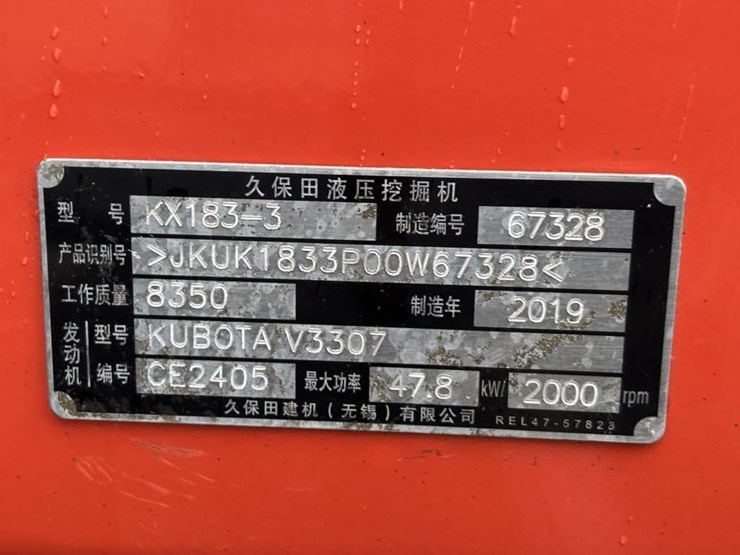 久保田液压挖掘机
型号 KX183-3 制造编号 67328
产品识别号 >JKUK1833P00W67328<
工作质量 8350 制造年 2019
发动机 型号 KUBOTA V3307
编号 CE2405 最大功率 47.8 kW/ 2000 rpm
久保田建机(无锡)有限公司 REL47-57823